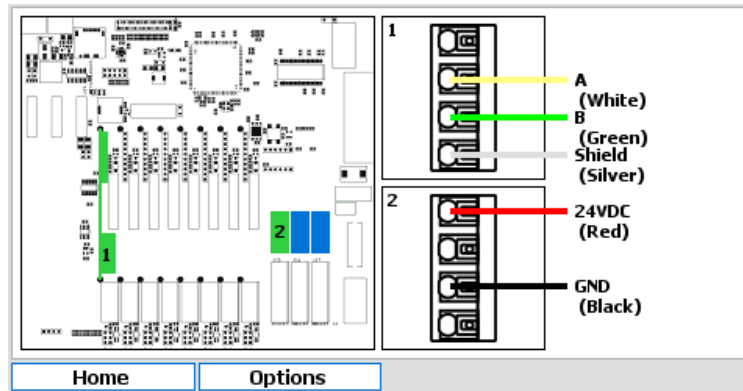 1
A
(White)
B
(Green)
Shield
(Silver)
2
24VDC
(Red)
GND
(Black)
2
1
Home
Options